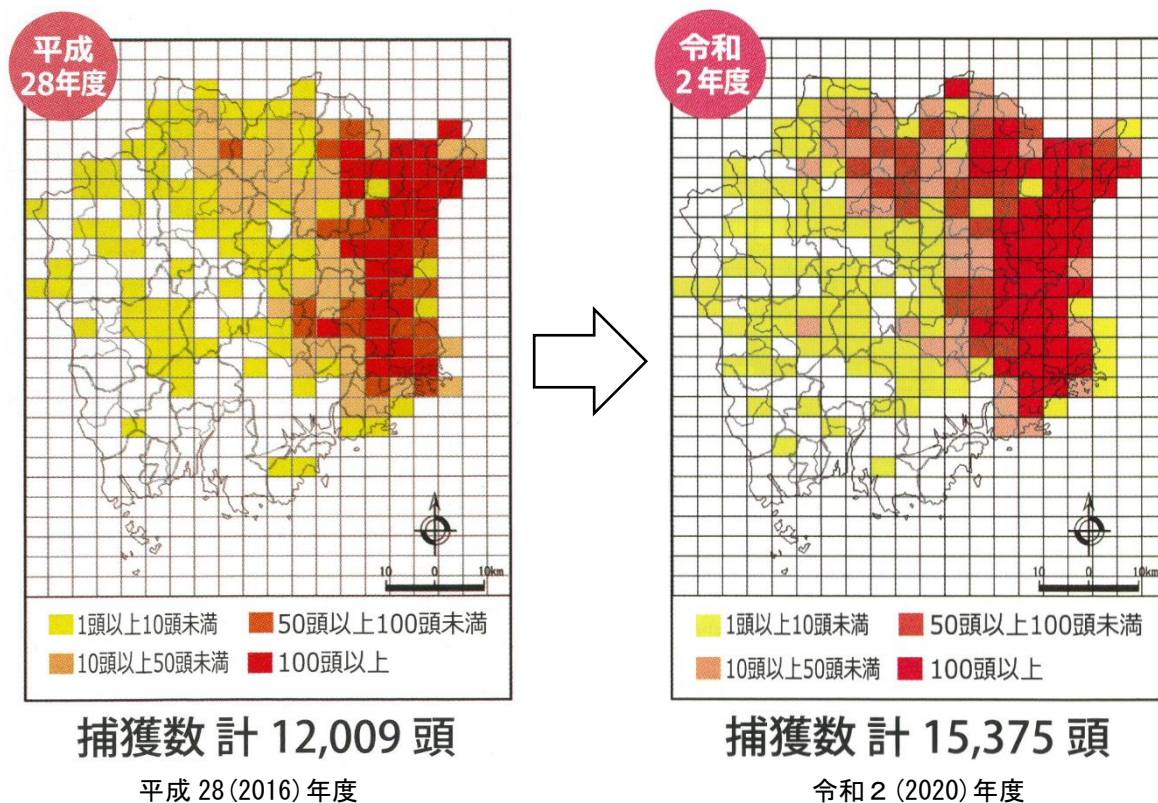 平成
28年度
10 0 10km
1頭以上10頭未満 50頭以上100頭未満
10頭以上50頭未満 100頭以上
捕獲数 計 12,009 頭
平成 28(2016)年度
令和
2年度
10 0 10km
1頭以上10頭未満 50頭以上100頭未満
10頭以上50頭未満 100頭以上
捕獲数 計 15,375 頭
令和２(2020)年度